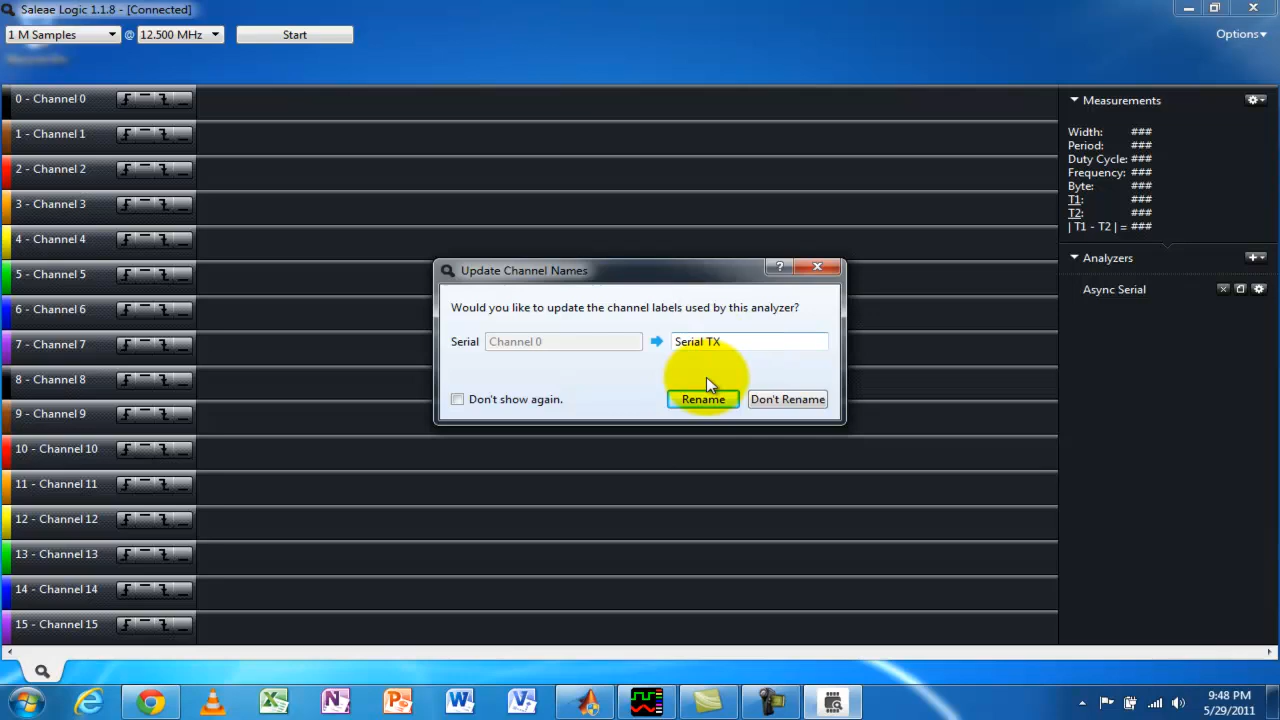 Saleae Logic 1.1.8 - [Connected]
1 M Samples @ 12.500 MHz Start Options
0 - Channel 0
1 - Channel 1
2 - Channel 2
3 - Channel 3
4 - Channel 4
5 - Channel 5
6 - Channel 6
7 - Channel 7
8 - Channel 8
9 - Channel 9
10 - Channel 10
11 - Channel 11
12 - Channel 12
13 - Channel 13
14 - Channel 14
15 - Channel 15
Update Channel Names
Would you like to update the channel labels used by this analyzer?
Serial Channel 0 Serial TX
Don't show again. Rename Don't Rename
Measurements
Width: ###
Period: ###
Duty Cycle: ###
Frequency: ###
Byte: ###
T1: ###
T2: ###
| T1 - T2 | = ###
Analyzers
Async Serial
9:48 PM
5/29/2011